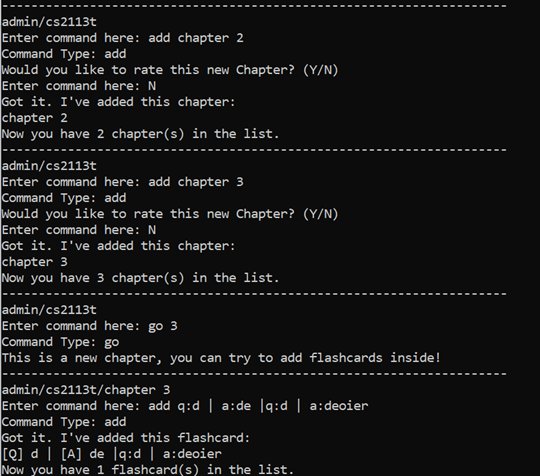 ----------------------------------------------------------------------
admin/cs2113t
Enter command here: add chapter 2
Command Type: add
Would you like to rate this new Chapter? (Y/N)
Enter command here: N
Got it. I've added this chapter:
chapter 2
Now you have 2 chapter(s) in the list.
----------------------------------------------------------------------
admin/cs2113t
Enter command here: add chapter 3
Command Type: add
Would you like to rate this new Chapter? (Y/N)
Enter command here: N
Got it. I've added this chapter:
chapter 3
Now you have 3 chapter(s) in the list.
----------------------------------------------------------------------
admin/cs2113t
Enter command here: go 3
Command Type: go
This is a new chapter, you can try to add flashcards inside!
----------------------------------------------------------------------
admin/cs2113t/chapter 3
Enter command here: add q:d | a:de |q:d | a:deoier
Command Type: add
Got it. I've added this flashcard:
[Q] d | [A] de |q:d | a:deoier
Now you have 1 flashcard(s) in the list.